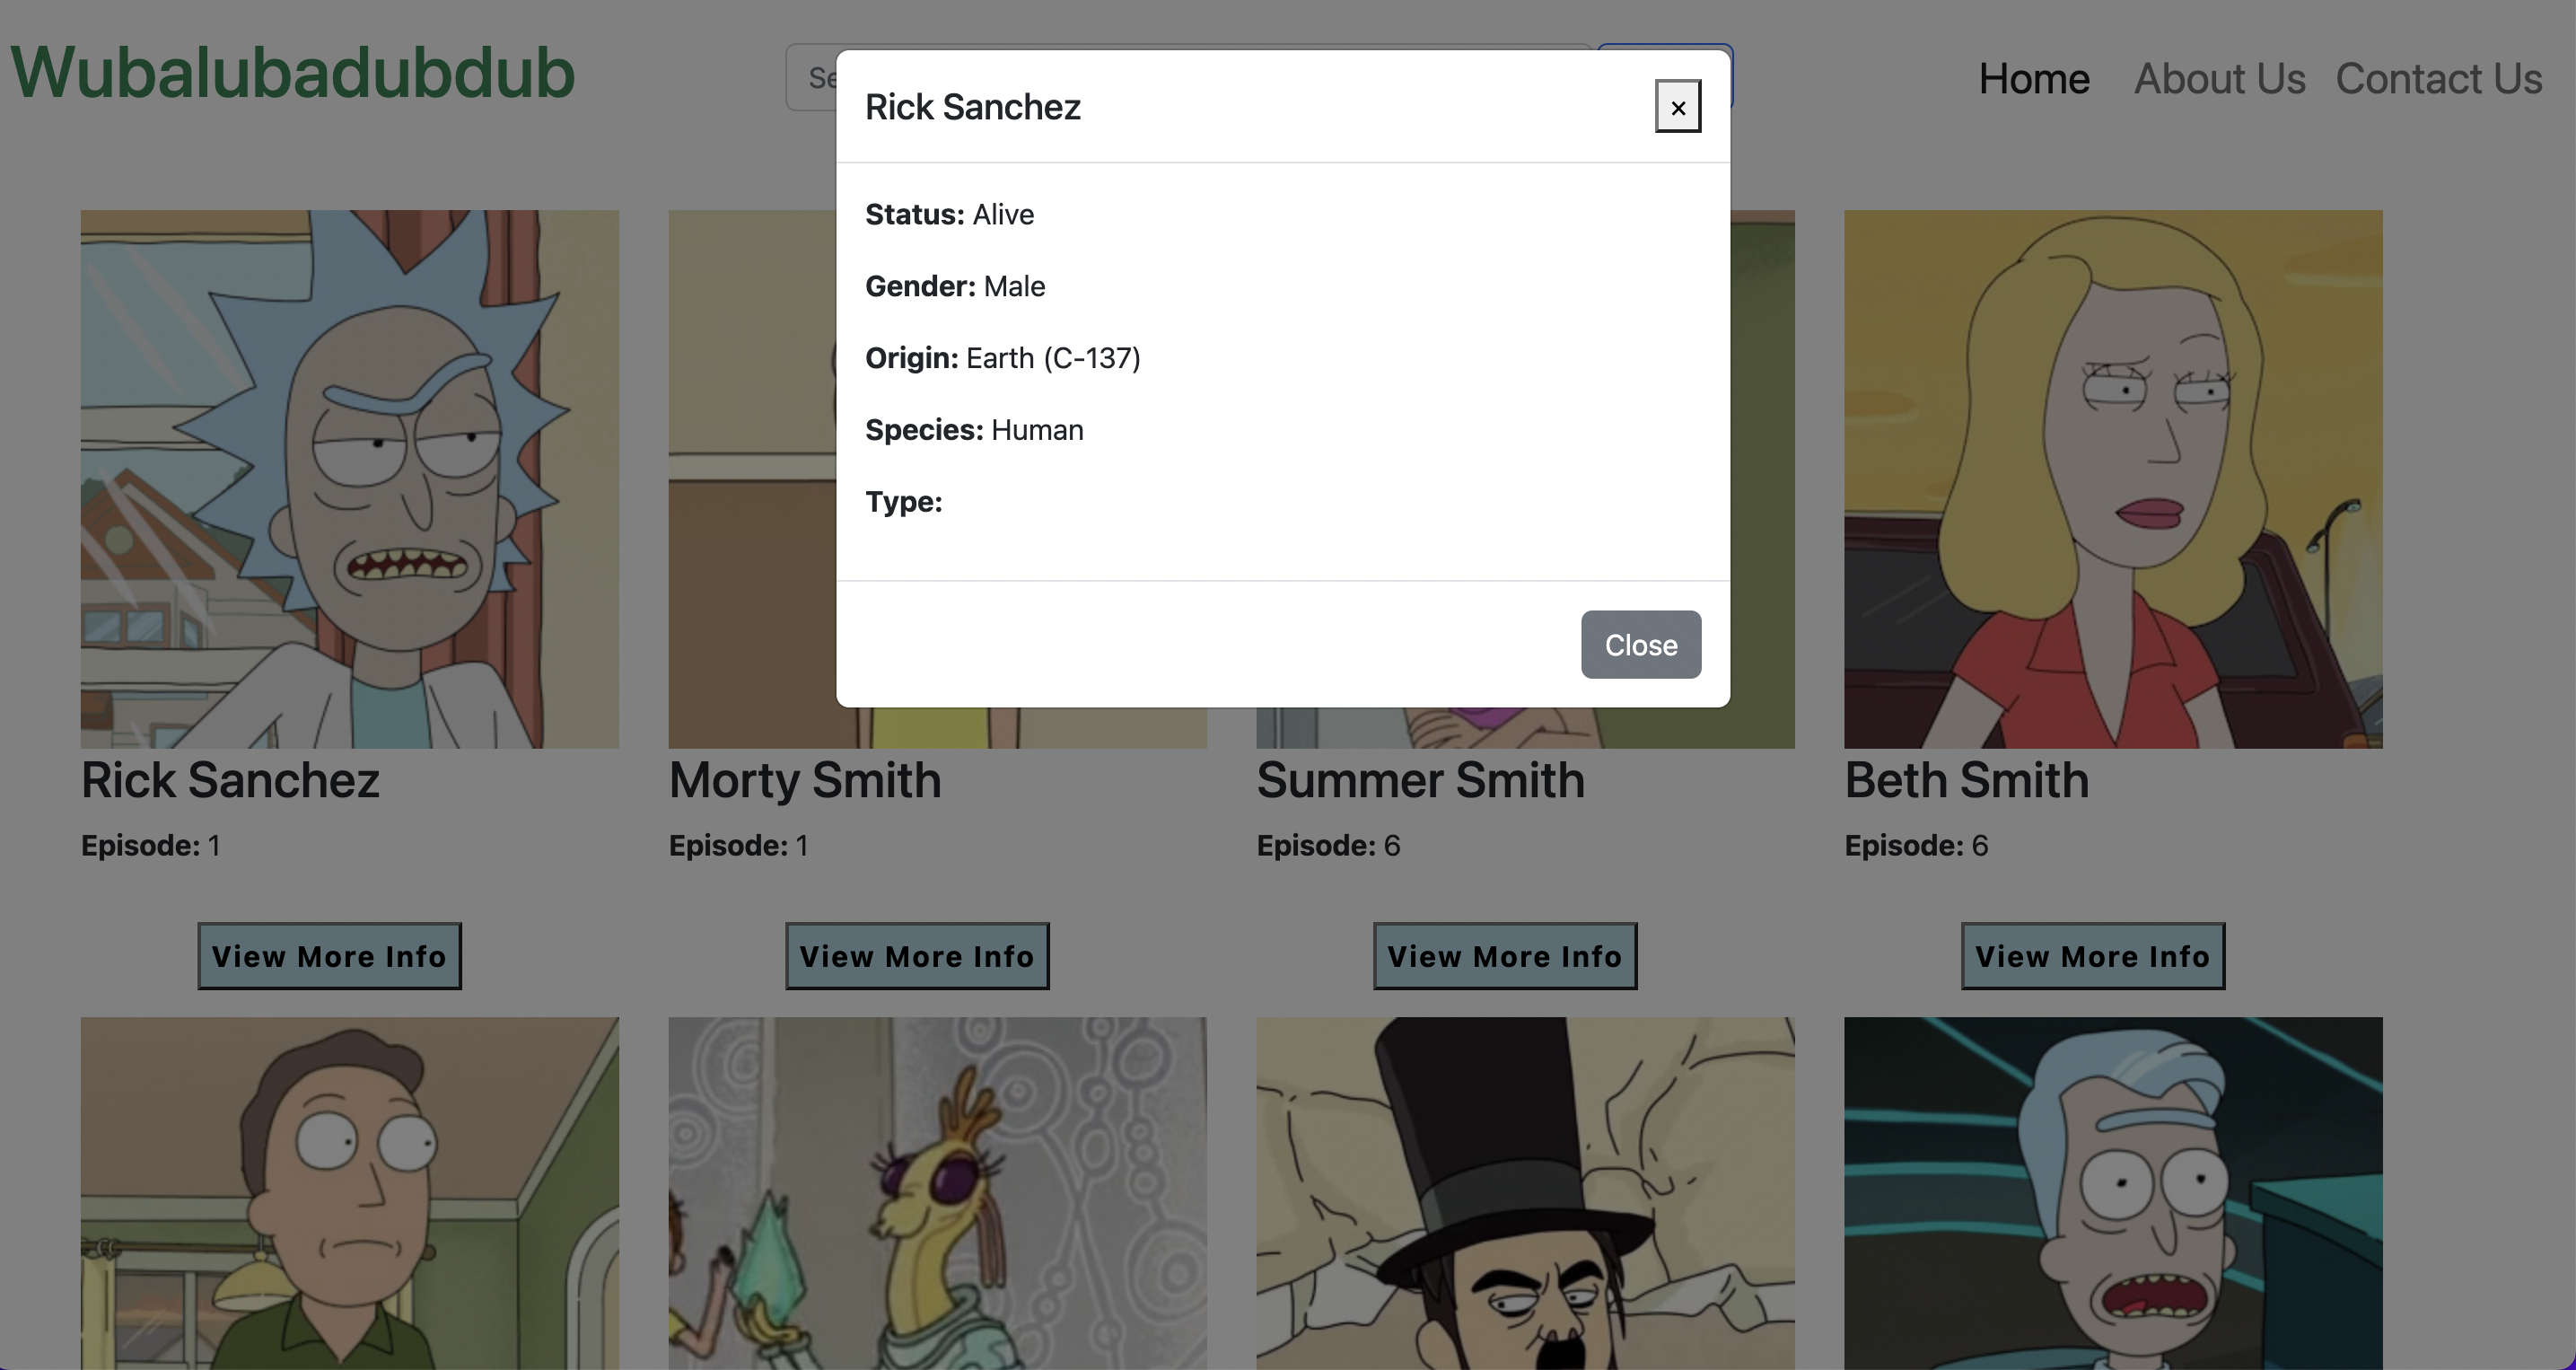 Wubalubadubdub
Home About Us Contact Us
Rick Sanchez ×
Status: Alive
Gender: Male
Origin: Earth (C-137)
Species: Human
Type:
Close
Rick Sanchez Morty Smith Summer Smith Beth Smith
Episode: 1 Episode: 1 Episode: 6 Episode: 6
View More Info View More Info View More Info View More Info